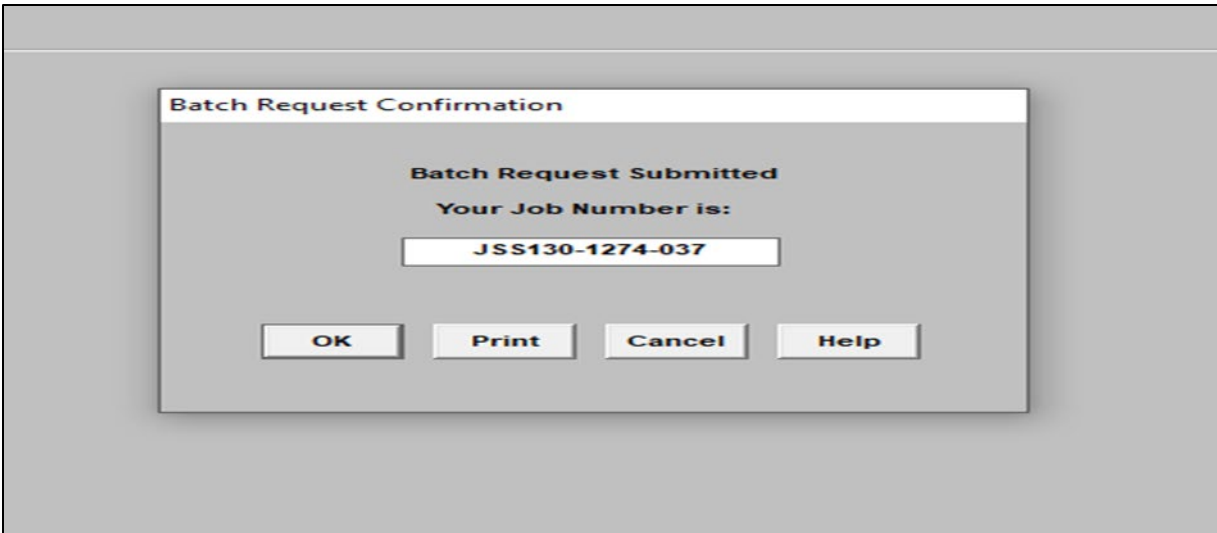 Batch Request Confirmation
Batch Request Submitted
Your Job Number is:
JSS130-1274-037
OK Print Cancel Help